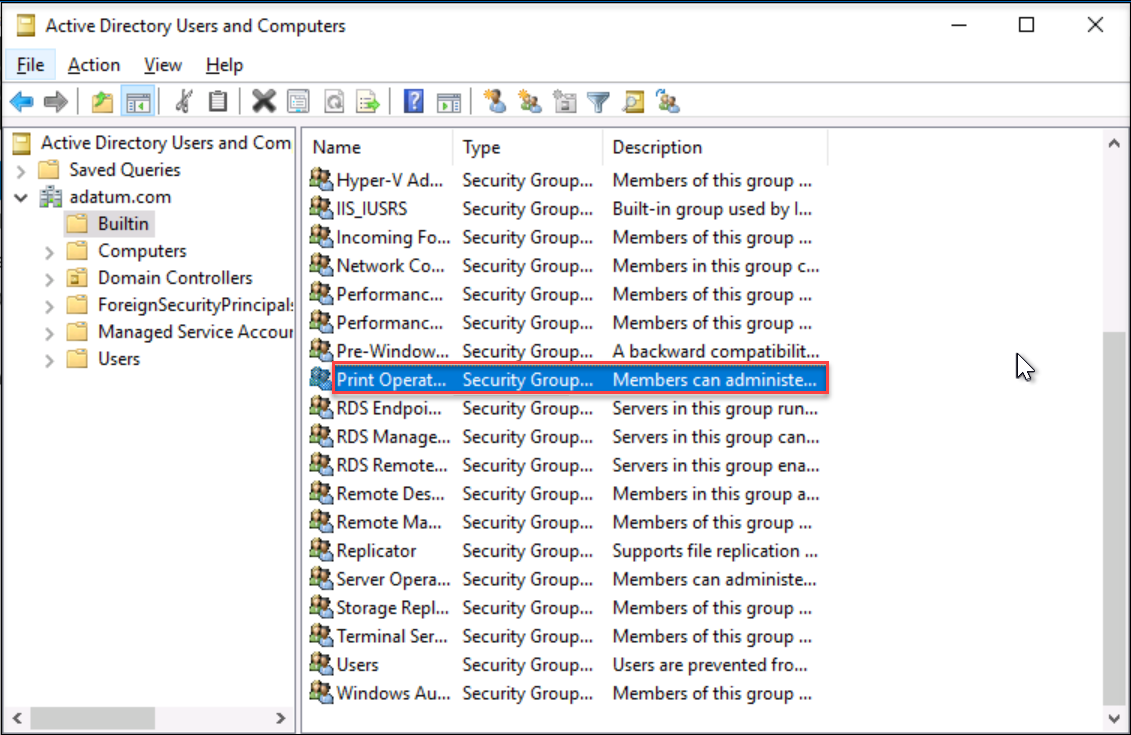 Active Directory Users and Computers
File Action View Help
Active Directory Users and Com
Saved Queries
adatum.com
Builtin
Computers
Domain Controllers
ForeignSecurityPrincipals
Managed Service Accour
Users
Name Type Description
Hyper-V Ad... Security Group... Members of this group ...
IIS_IUSRS Security Group... Built-in group used by I...
Incoming Fo... Security Group... Members of this group ...
Network Co... Security Group... Members in this group c...
Performanc... Security Group... Members of this group ...
Performanc... Security Group... Members of this group ...
Pre-Window... Security Group... A backward compatibilit...
Print Operat... Security Group... Members can administe...
RDS Endpoi... Security Group... Servers in this group run...
RDS Manage... Security Group... Servers in this group can...
RDS Remote... Security Group... Servers in this group ena...
Remote Des... Security Group... Members in this group a...
Remote Ma... Security Group... Members of this group ...
Replicator Security Group... Supports file replication ...
Server Opera... Security Group... Members can administe...
Storage Repl... Security Group... Members of this group ...
Terminal Ser... Security Group... Members of this group ...
Users Security Group... Users are prevented fro...
Windows Au... Security Group... Members of this group ...